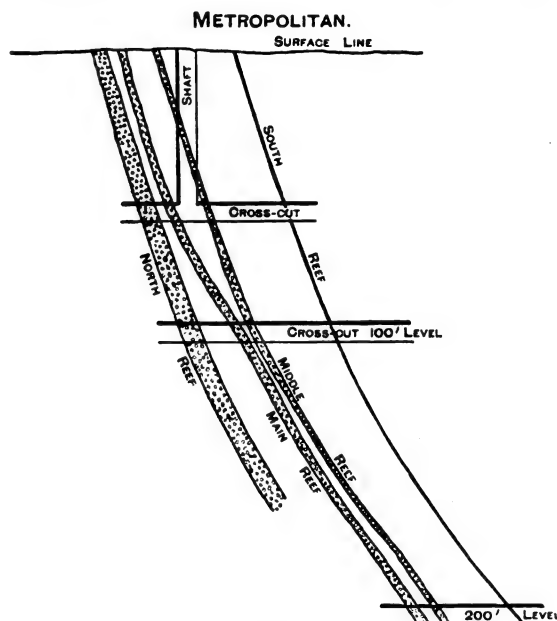 METROPOLITAN.
SURFACE LINE
SHAFT
SOUTH
REEF
CROSS-CUT
NORTH
REEF
CROSS-CUT 100' LEVEL
MIDDLE
REEF
MAIN
REEF
200' LEVEL